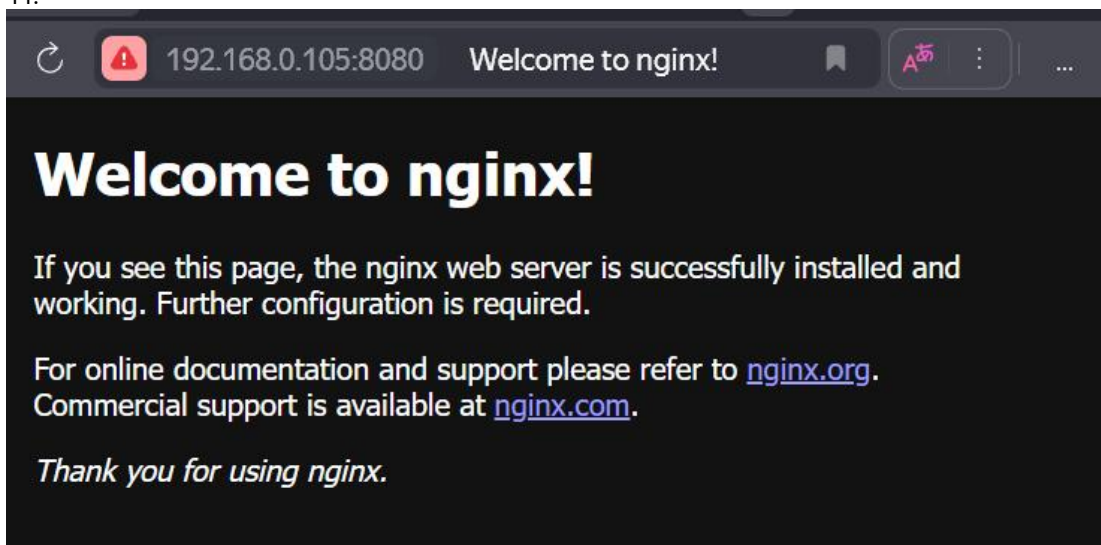 192.168.0.105:8080 Welcome to nginx!
Welcome to nginx!
If you see this page, the nginx web server is successfully installed and
working. Further configuration is required.
For online documentation and support please refer to nginx.org.
Commercial support is available at nginx.com.
Thank you for using nginx.